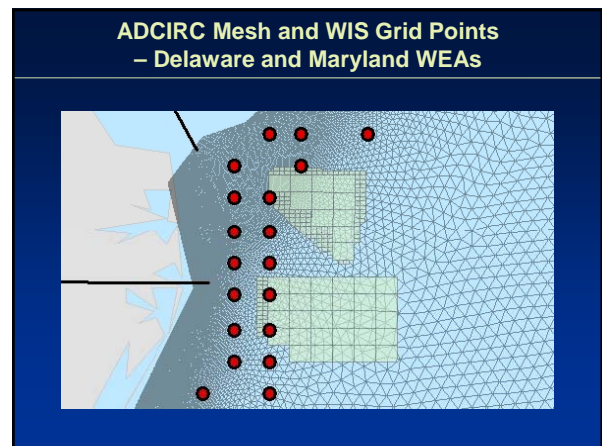 ADCIRC Mesh and WIS Grid Points
– Delaware and Maryland WEAs